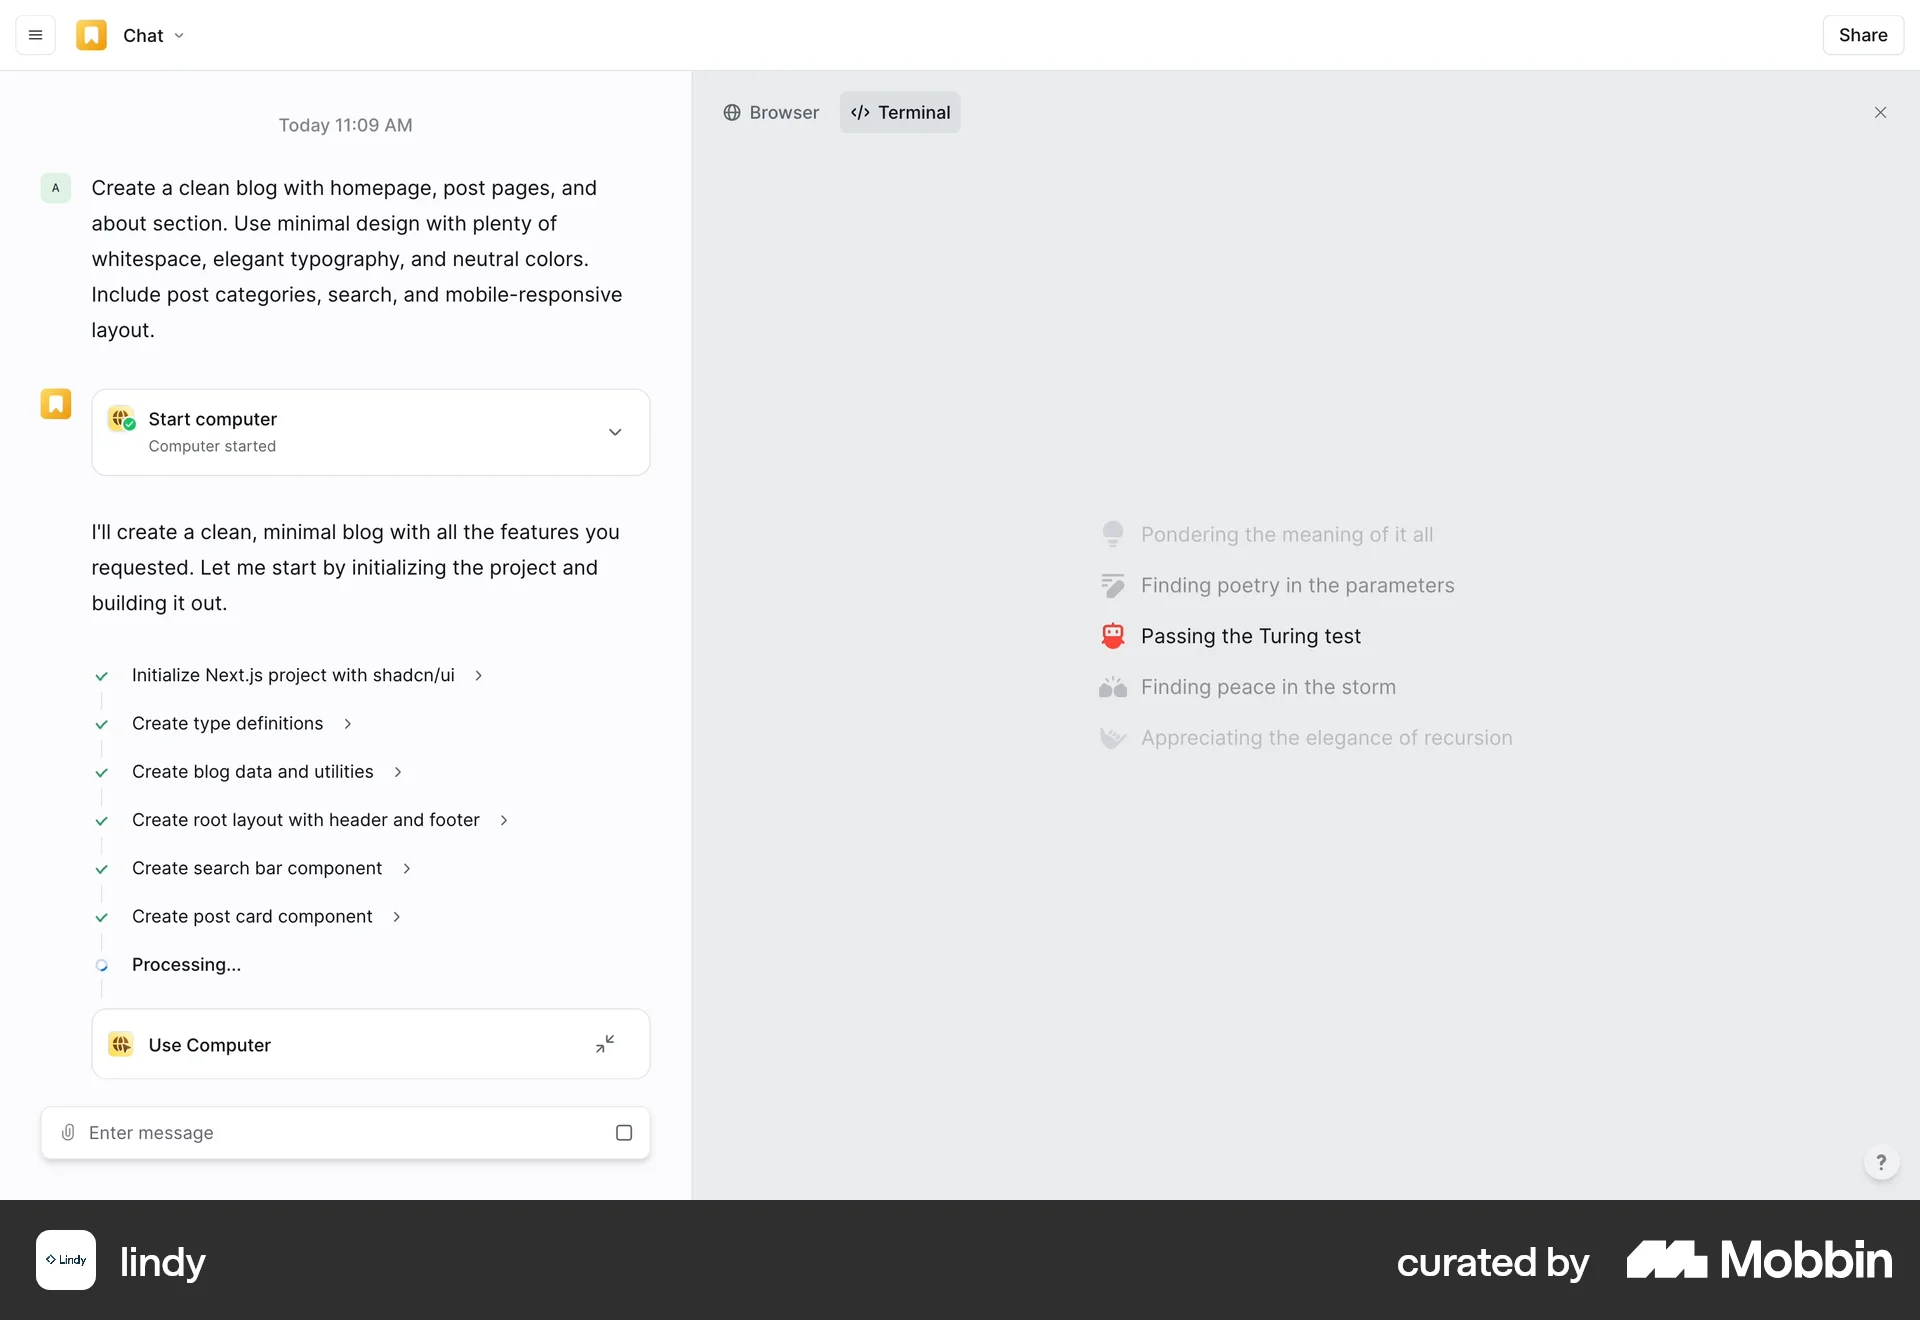 Chat
Share
Today 11:09 AM
A
Create a clean blog with homepage, post pages, and
about section. Use minimal design with plenty of
whitespace, elegant typography, and neutral colors.
Include post categories, search, and mobile-responsive
layout.
Start computer
Computer started
I'll create a clean, minimal blog with all the features you
requested. Let me start by initializing the project and
building it out.
Initialize Next.js project with shadcn/ui
Create type definitions
Create blog data and utilities
Create root layout with header and footer
Create search bar component
Create post card component
Processing...
Use Computer
Enter message
Browser
</> Terminal
Pondering the meaning of it all
Finding poetry in the parameters
Passing the Turing test
Finding peace in the storm
Appreciating the elegance of recursion
?
Lindy
lindy
curated by
Mobbin